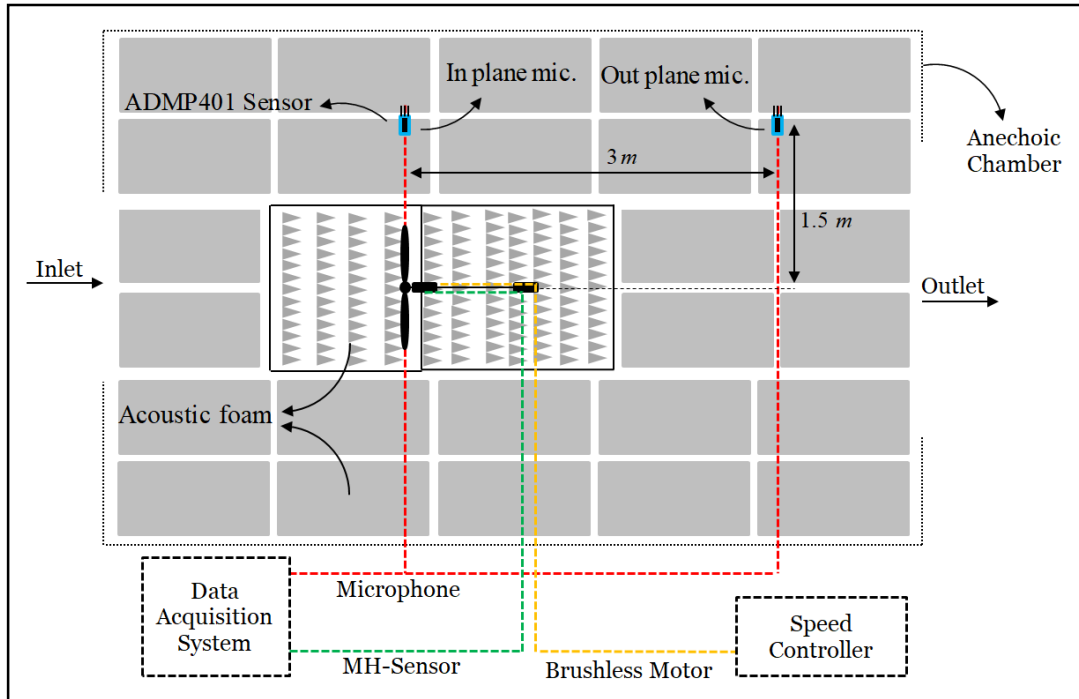 In plane mic.
Out plane mic.
ADMP401 Sensor
Anechoic
Chamber
3 m
1.5 m
Inlet
Outlet
Acoustic foam
Data
Acquisition
System
Microphone
MH-Sensor
Brushless Motor
Speed
Controller